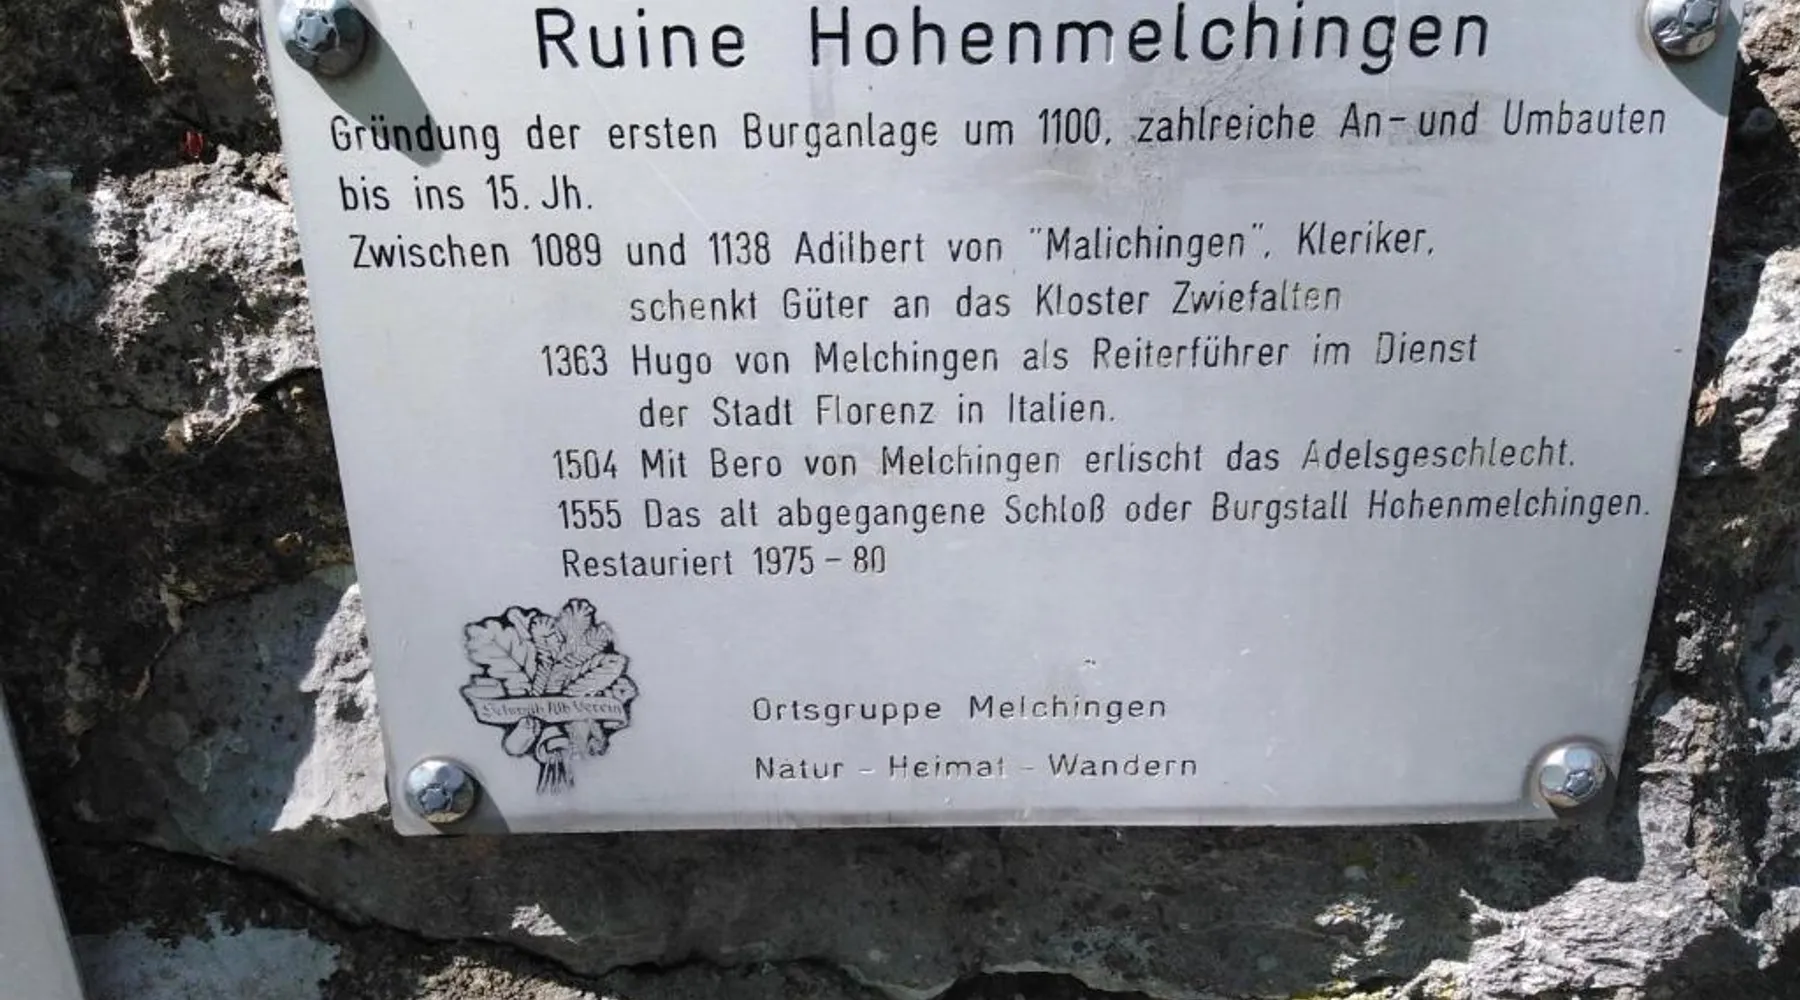 Ruine Hohenmelchingen
Gründung der ersten Burganlage um 1100, zahlreiche An- und Umbauten
bis ins 15. Jh.
Zwischen 1089 und 1138 Adilbert von "Malichingen", Kleriker,
schenkt Güter an das Kloster Zwiefalten
1363 Hugo von Melchingen als Reiterführer im Dienst
der Stadt Florenz in Italien.
1504 Mit Bero von Melchingen erlischt das Adelsgeschlecht.
1555 Das alt abgegangene Schloß oder Burgstall Hohenmelchingen.
Restauriert 1975 - 80
Schwäb Alb Verein
Ortsgruppe Melchingen
Natur - Heimat - Wandern